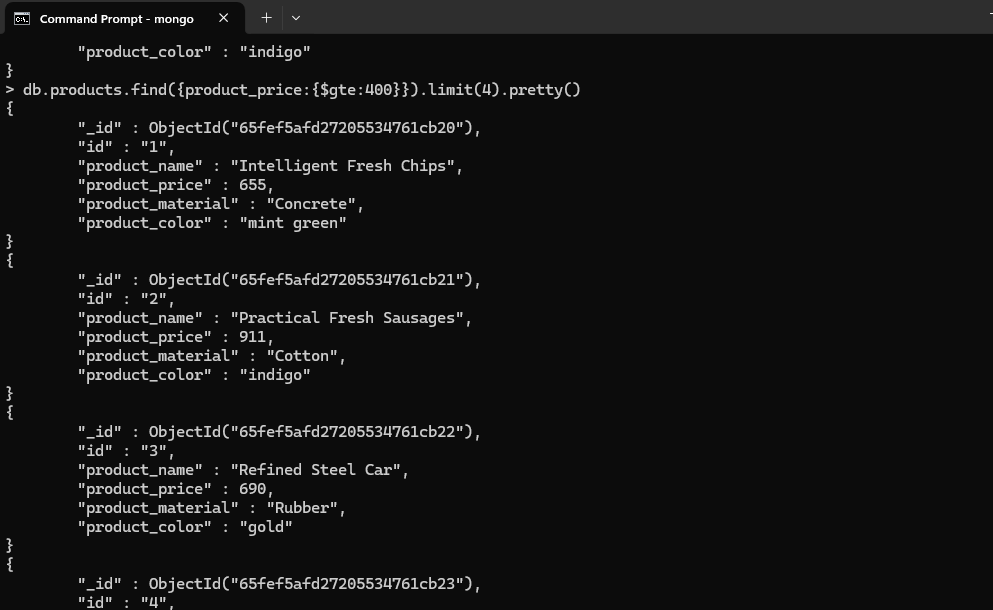 Command Prompt - mongo
"product_color" : "indigo"
}
> db.products.find({product_price:{$gte:400}}).limit(4).pretty()
{
"_id" : ObjectId("65fef5afd27205534761cb20"),
"id" : "1",
"product_name" : "Intelligent Fresh Chips",
"product_price" : 655,
"product_material" : "Concrete",
"product_color" : "mint green"
}
{
"_id" : ObjectId("65fef5afd27205534761cb21"),
"id" : "2",
"product_name" : "Practical Fresh Sausages",
"product_price" : 911,
"product_material" : "Cotton",
"product_color" : "indigo"
}
{
"_id" : ObjectId("65fef5afd27205534761cb22"),
"id" : "3",
"product_name" : "Refined Steel Car",
"product_price" : 690,
"product_material" : "Rubber",
"product_color" : "gold"
}
{
"_id" : ObjectId("65fef5afd27205534761cb23"),
"id" : "4",